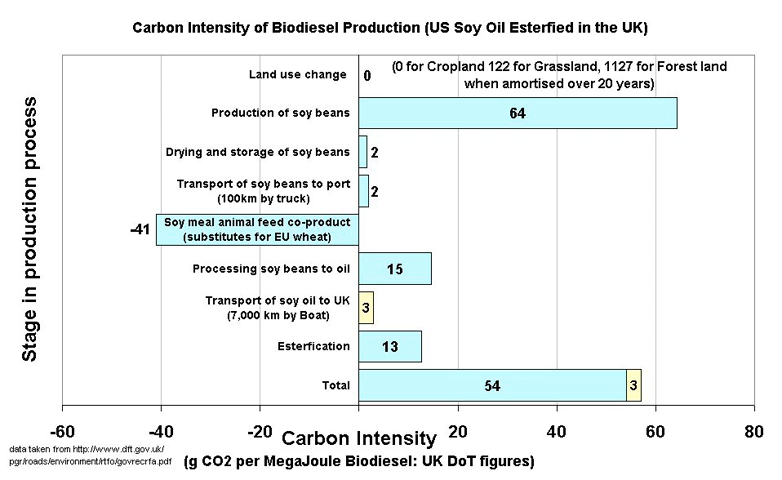 Carbon Intensity of Biodiesel Production (US Soy Oil Esterfied in the UK)
Land use change 0 (0 for Cropland 122 for Grassland, 1127 for Forest land
when amortised over 20 years)
Production of soy beans 64
Drying and storage of soy beans 2
Transport of soy beans to port
(100km by truck) 2
-41 Soy meal animal feed co-product
(substitutes for EU wheat)
Processing soy beans to oil 15
Transport of soy oil to UK
(7,000 km by Boat) 3
Esterfication 13
Total 54 3
Stage in production process
-60 -40 -20 0 20 40 60 80
Carbon Intensity
(g CO2 per MegaJoule Biodiesel: UK DoT figures)
data taken from http://www.dft.gov.uk/
pgr/roads/environment/rtfo/govrecrfa.pdf